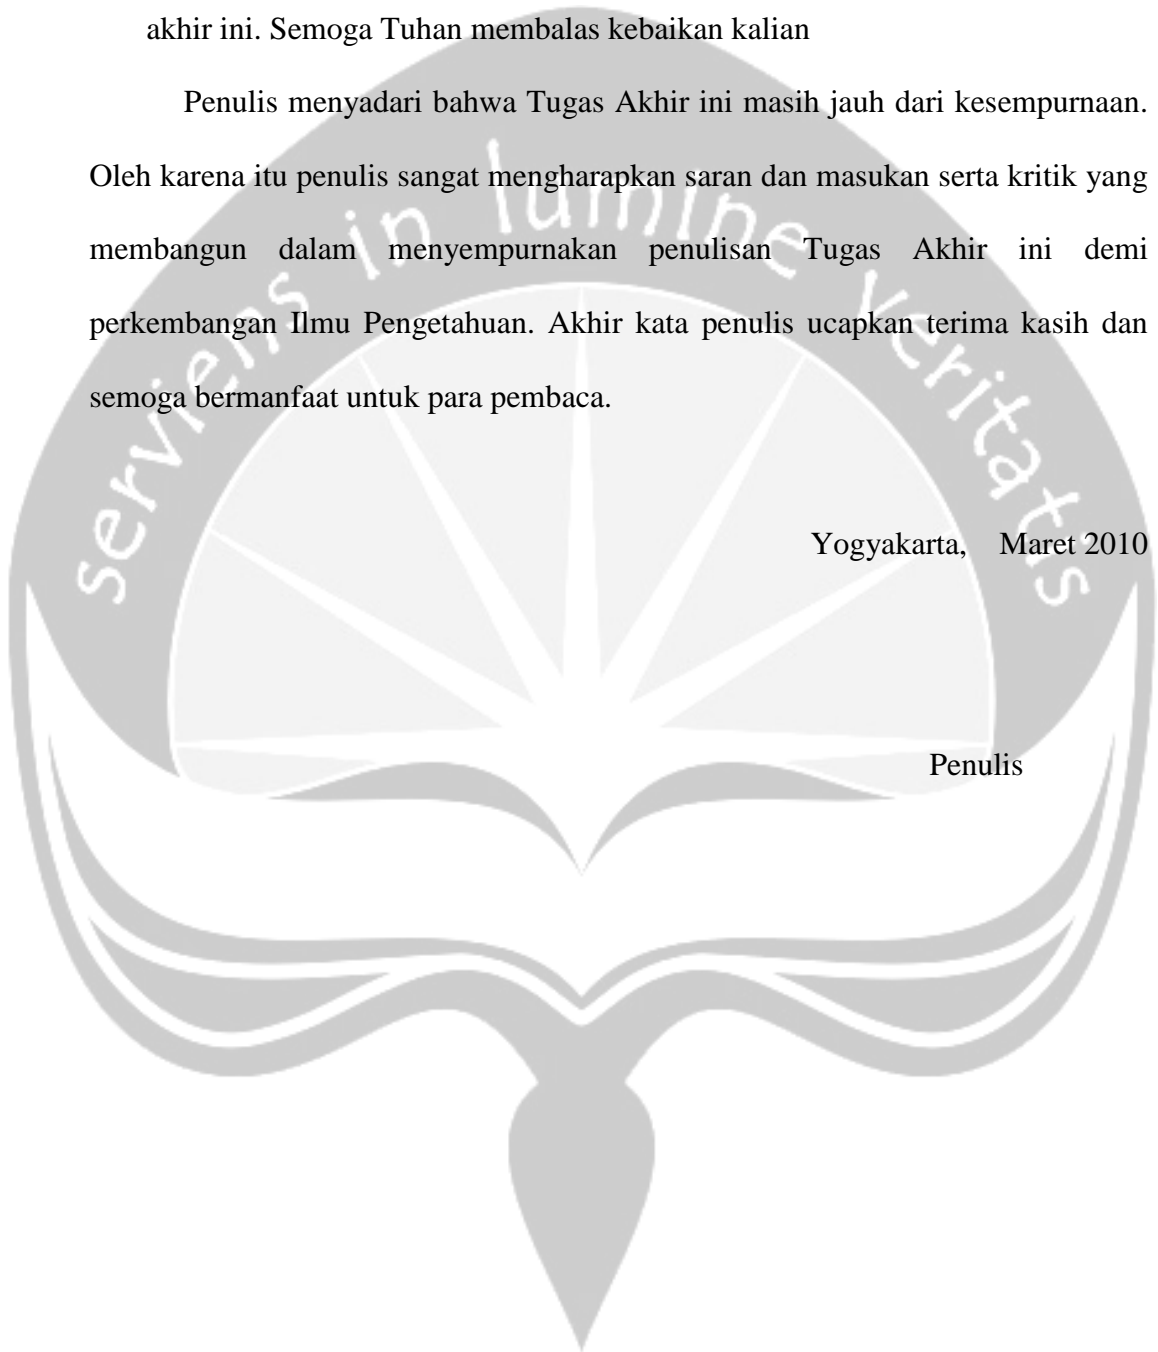 akhir ini. Semoga Tuhan membalas kebaikan kalian
Penulis menyadari bahwa Tugas Akhir ini masih jauh dari kesempurnaan.
Oleh karena itu penulis sangat mengharapkan saran dan masukan serta kritik yang
membangun dalam menyempurnakan penulisan Tugas Akhir ini demi
perkembangan Ilmu Pengetahuan. Akhir kata penulis ucapkan terima kasih dan
semoga bermanfaat untuk para pembaca.
Yogyakarta, Maret 2010
Penulis
serviens in lumine veritatis